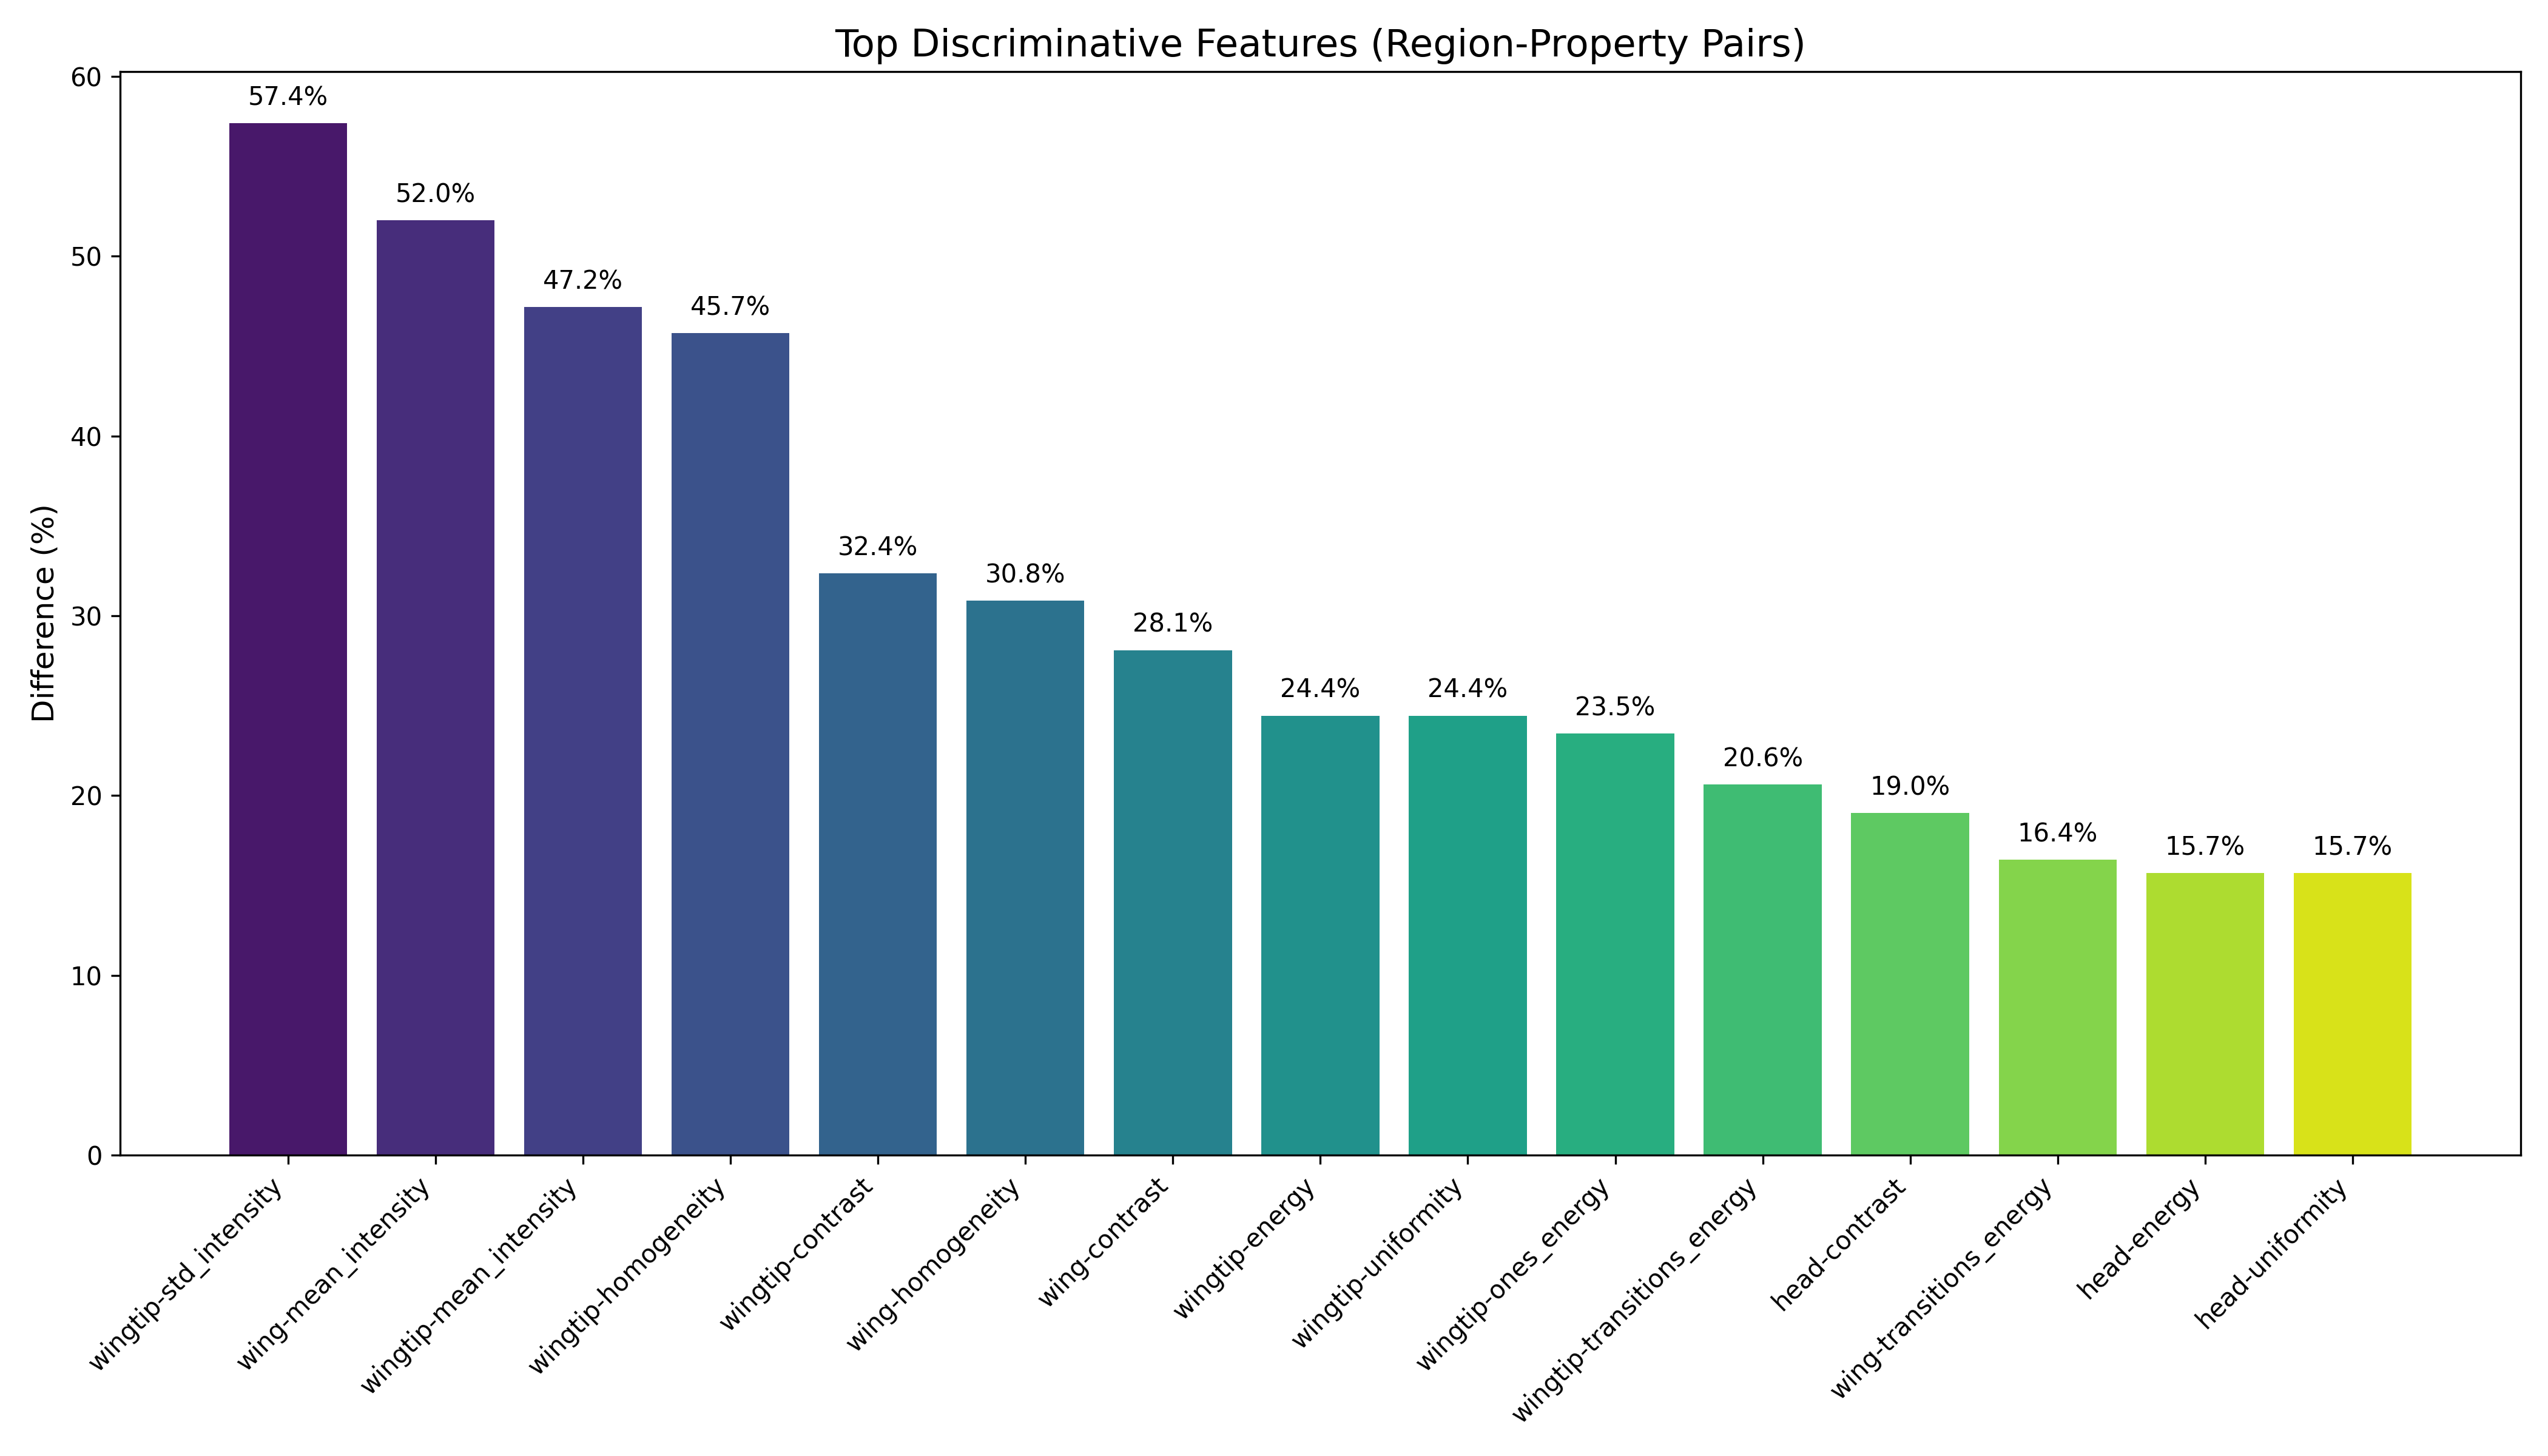 Top Discriminative Features (Region-Property Pairs)
Difference (%)
60
50
40
30
20
10
0
57.4%
52.0%
47.2%
45.7%
32.4%
30.8%
28.1%
24.4%
24.4%
23.5%
20.6%
19.0%
16.4%
15.7%
15.7%
wingtip-std_intensity
wing-mean_intensity
wingtip-mean_intensity
wingtip-homogeneity
wingtip-contrast
wing-homogeneity
wing-contrast
wingtip-energy
wingtip-uniformity
wingtip-ones_energy
wingtip-transitions_energy
head-contrast
wing-transitions_energy
head-energy
head-uniformity